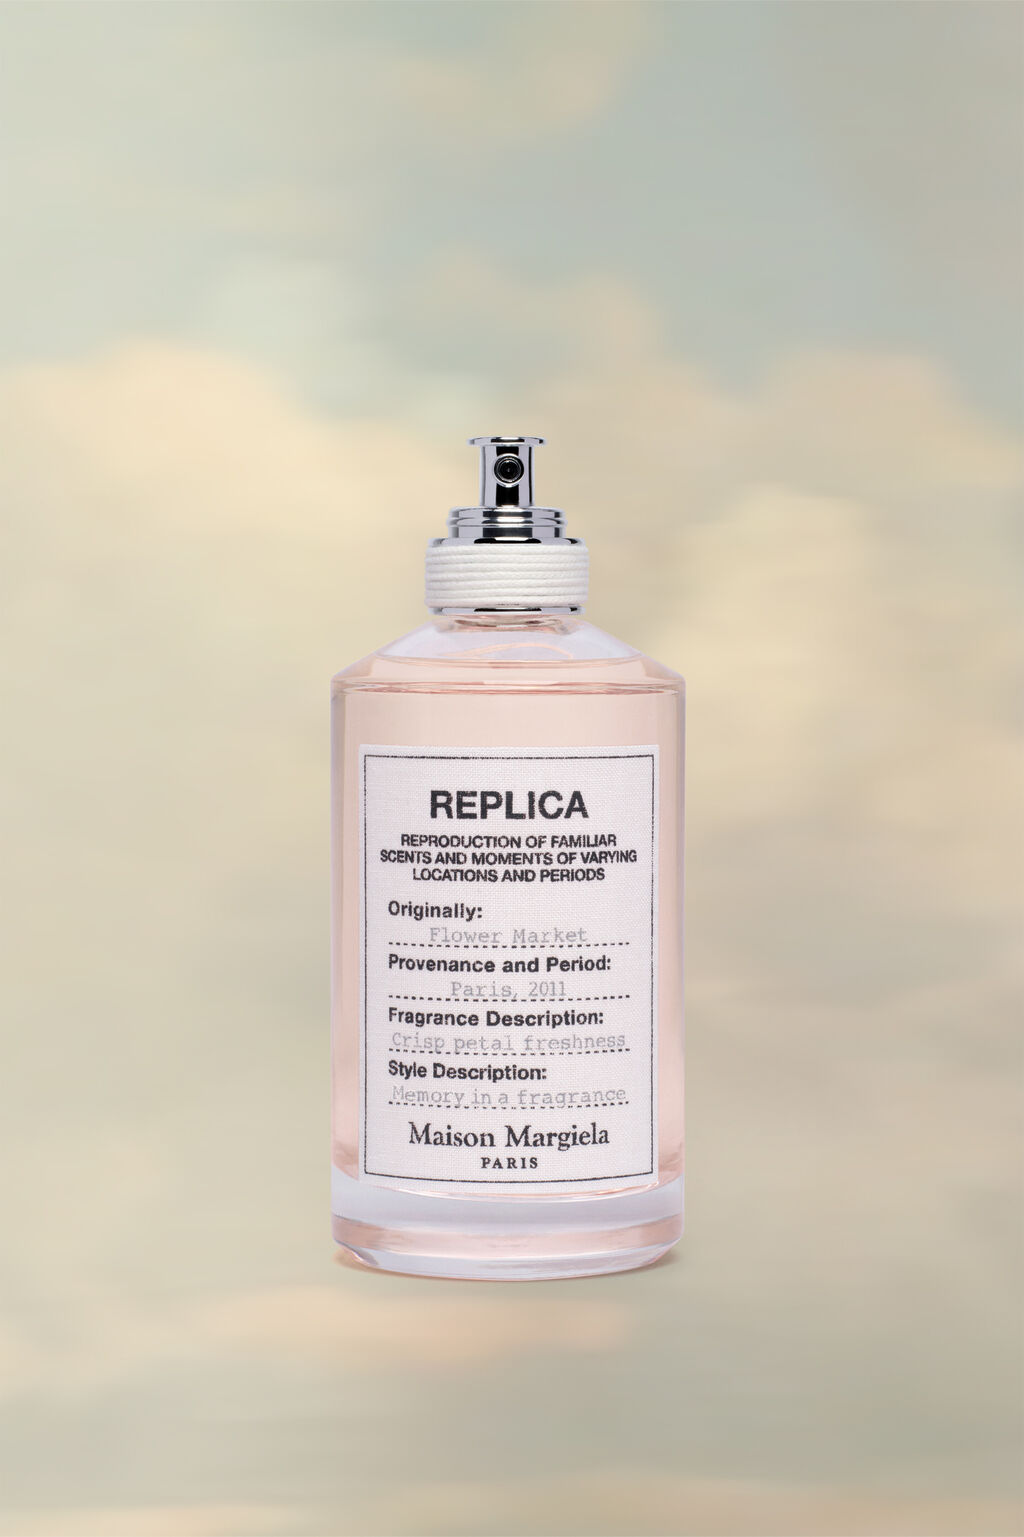 REPLICA
REPRODUCTION OF FAMILIAR
SCENTS AND MOMENTS OF VARYING
LOCATIONS AND PERIODS
Originally:
Flower Market
Provenance and Period:
Paris, 2011
Fragrance Description:
Crisp petal freshness
Style Description:
Memory in a fragrance
Maison Margiela
PARIS